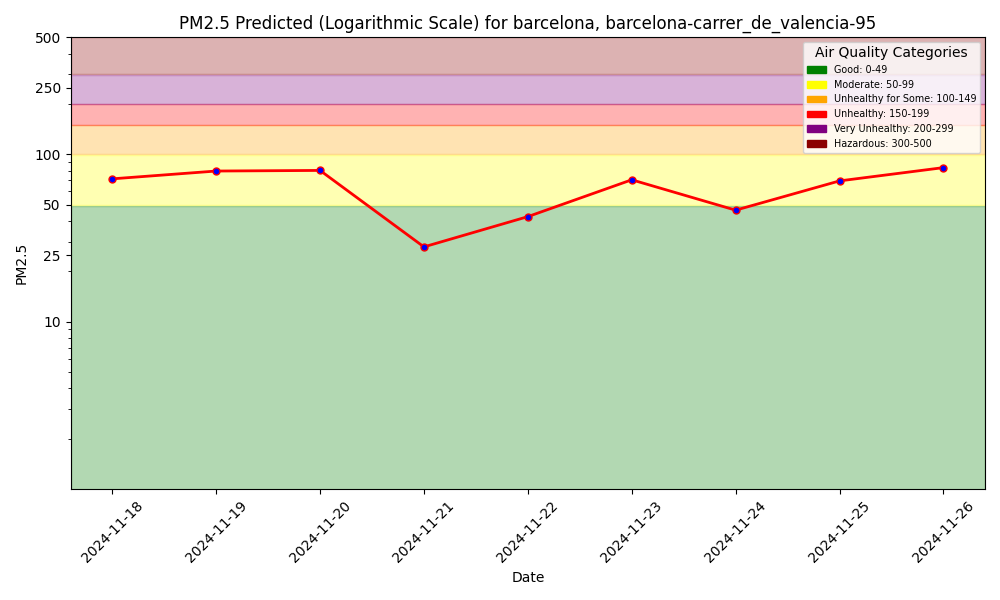 PM2.5 Predicted (Logarithmic Scale) for barcelona, barcelona-carrer_de_valencia-95
Air Quality Categories
Good: 0-49
Moderate: 50-99
Unhealthy for Some: 100-149
Unhealthy: 150-199
Very Unhealthy: 200-299
Hazardous: 300-500
500
250
100
50
25
10
PM2.5
2024-11-18
2024-11-19
2024-11-20
2024-11-21
2024-11-22
2024-11-23
2024-11-24
2024-11-25
2024-11-26
Date